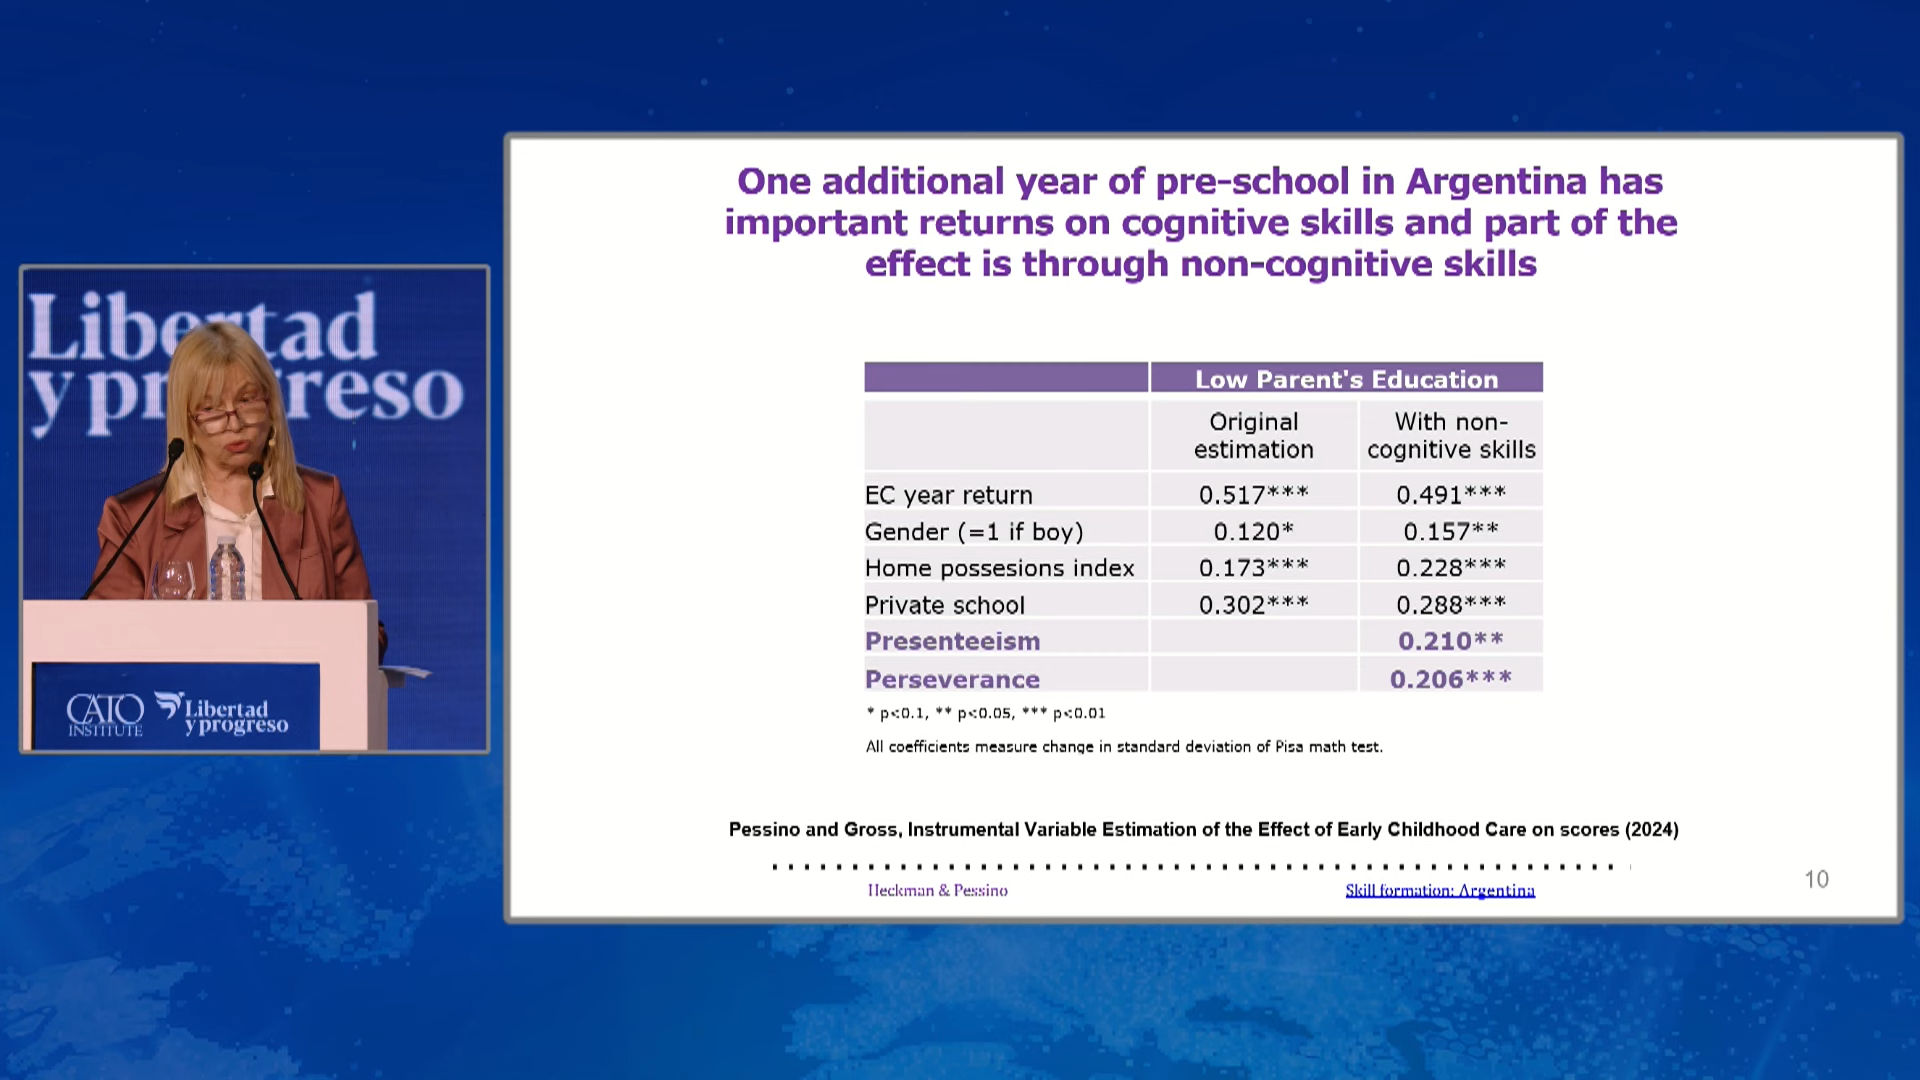 Libertad
y progreso
CATO
INSTITUTE
Libertad
y progreso
One additional year of pre-school in Argentina has
important returns on cognitive skills and part of the
effect is through non-cognitive skills
Low Parent's Education
Original
estimation
With non-
cognitive skills
EC year return 0.517*** 0.491***
Gender (=1 if boy) 0.120* 0.157**
Home possesions index 0.173*** 0.228***
Private school 0.302*** 0.288***
Presenteeism 0.210**
Perseverance 0.206***
* p<0.1, ** p<0.05, *** p<0.01
All coefficients measure change in standard deviation of Pisa math test.
Pessino and Gross, Instrumental Variable Estimation of the Effect of Early Childhood Care on scores (2024)
Heckman & Pessino
Skill formation: Argentina
10